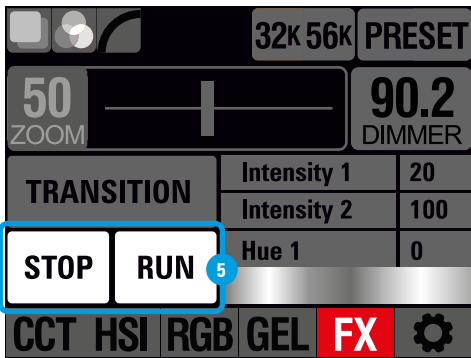 32K 56K PRESET
50
ZOOM
90.2
DIMMER
TRANSITION
Intensity 1 20
Intensity 2 100
Hue 1 0
STOP RUN 5
CCT HSI RGB GEL FX